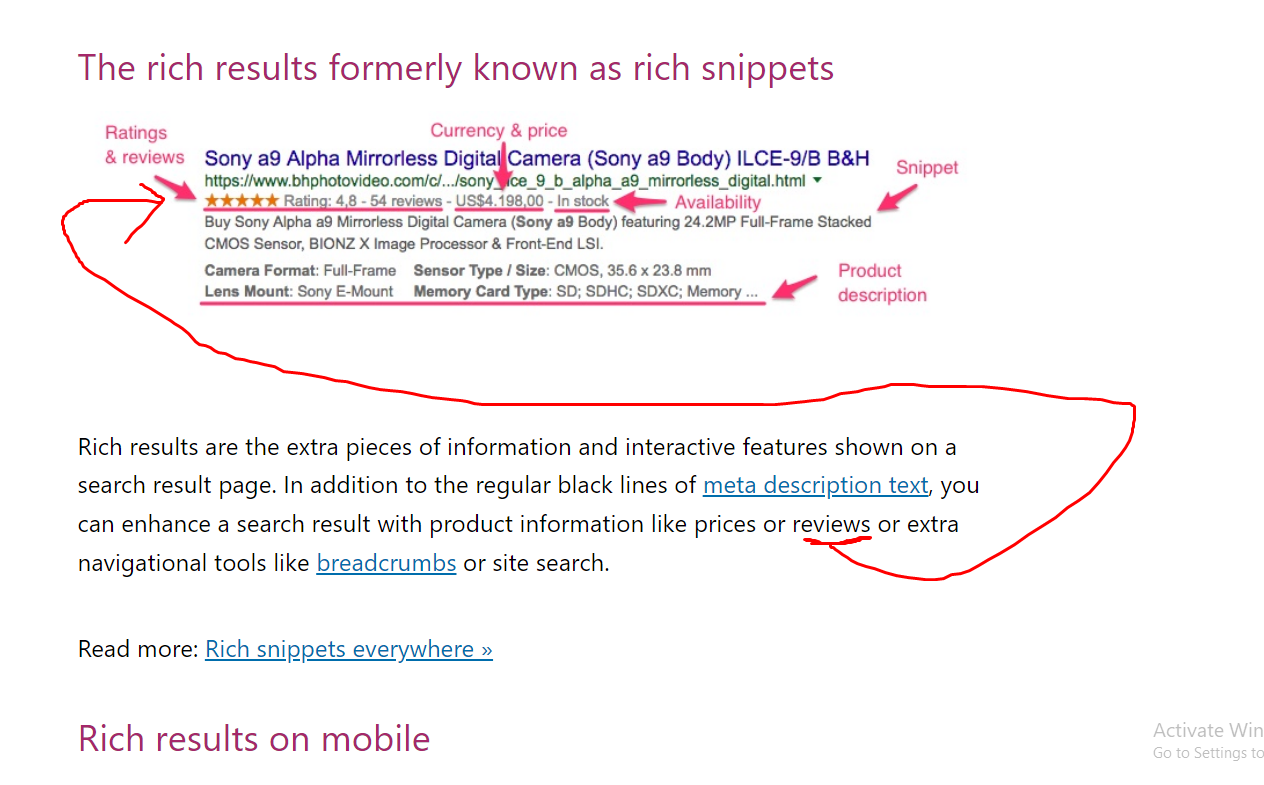 The rich results formerly known as rich snippets
Ratings
& reviews
Currency & price
Sony a9 Alpha Mirrorless Digital Camera (Sony a9 Body) ILCE-9/B B&H
Snippet
https://www.bhphotovideo.com/c/.../sony_ice_9_b_alpha_a9_mirrorless_digital.html
Rating: 4,8 - 54 reviews - US$4.198,00 - In stock
Availability
Buy Sony Alpha a9 Mirrorless Digital Camera (Sony a9 Body) featuring 24.2MP Full-Frame Stacked
CMOS Sensor, BIONZ X Image Processor & Front-End LSI.
Camera Format: Full-Frame Sensor Type / Size: CMOS, 35.6 x 23.8 mm
Lens Mount: Sony E-Mount Memory Card Type: SD; SDHC; SDXC; Memory ...
Product
description
Rich results are the extra pieces of information and interactive features shown on a
search result page. In addition to the regular black lines of meta description text, you
can enhance a search result with product information like prices or reviews or extra
navigational tools like breadcrumbs or site search.
Read more: Rich snippets everywhere »
Rich results on mobile
Activate Win
Go to Settings to